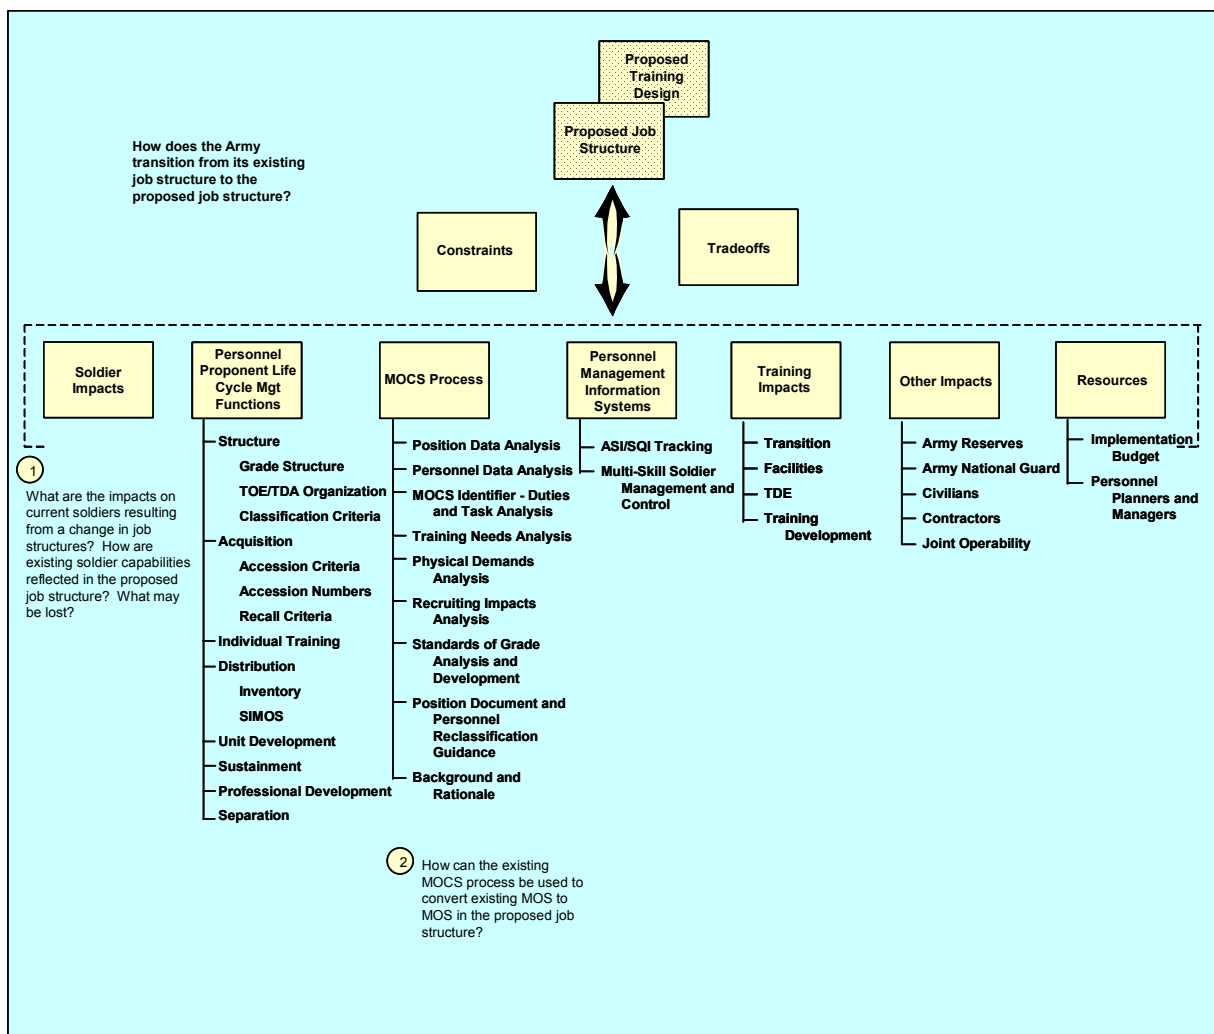 Proposed
Training
Design
Proposed Job
Structure
How does the Army
transition from its existing
job structure to the
proposed job structure?
Constraints
Tradeoffs
Soldier
Impacts
Personnel
Proponent Life
Cycle Mgt
Functions
MOCS Process
Personnel
Management
Information
Systems
Training
Impacts
Other Impacts
Resources
1
What are the impacts on
current soldiers resulting
from a change in job
structures? How are
existing soldier capabilities
reflected in the proposed
job structure? What may
be lost?
Structure
Grade Structure
TOE/TDA Organization
Classification Criteria
Acquisition
Accession Criteria
Accession Numbers
Recall Criteria
Individual Training
Distribution
Inventory
SIMOS
Unit Development
Sustainment
Professional Development
Separation
Position Data Analysis
Personnel Data Analysis
MOCS Identifier - Duties
and Task Analysis
Training Needs Analysis
Physical Demands
Analysis
Recruiting Impacts
Analysis
Standards of Grade
Analysis and
Development
Position Document and
Personnel
Reclassification
Guidance
Background and
Rationale
ASI/SQI Tracking
Multi-Skill Soldier
Management and
Control
Transition
Facilities
TDE
Training
Development
Army Reserves
Army National Guard
Civilians
Contractors
Joint Operability
Implementation
Budget
Personnel
Planners and
Managers
2
How can the existing
MOCS process be used to
convert existing MOS to
MOS in the proposed job
structure?